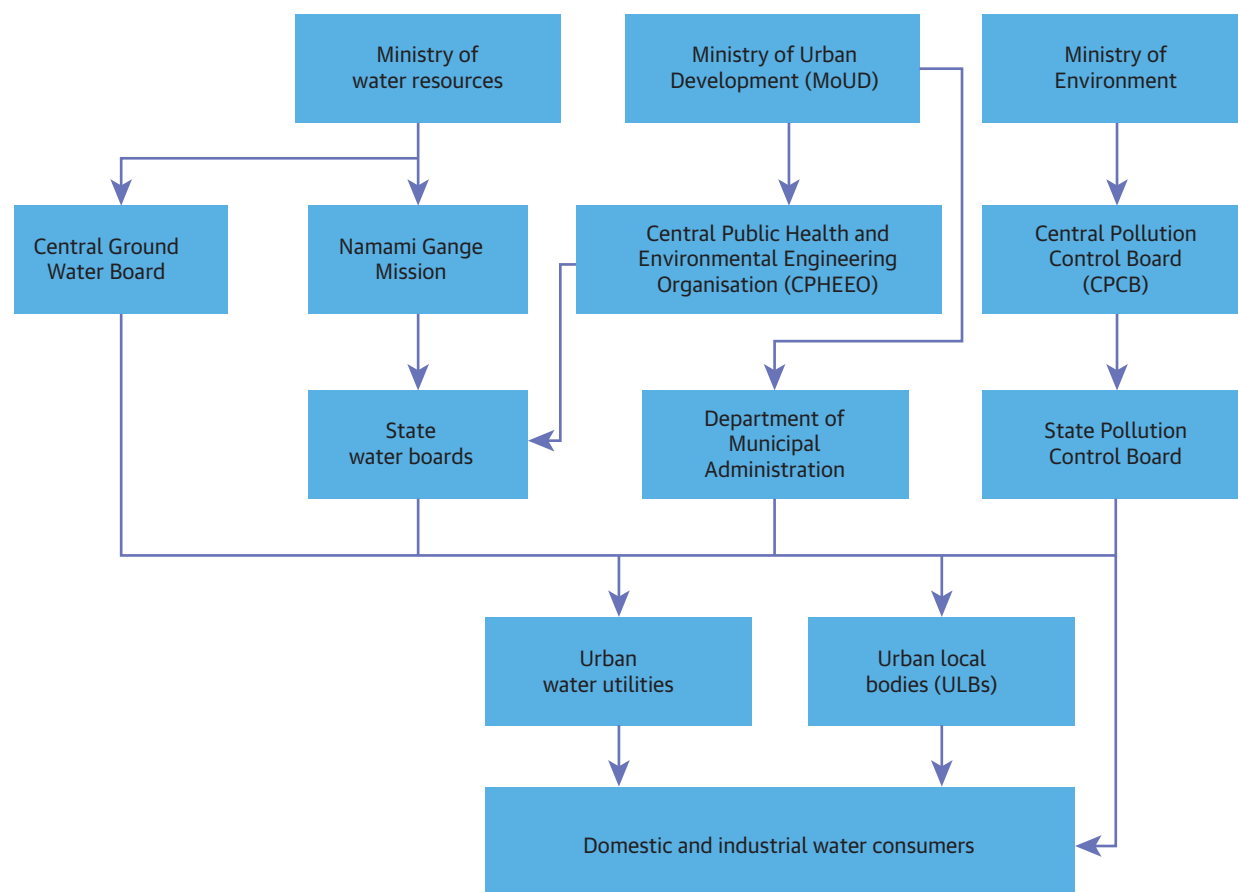 Ministry of
water resources
Ministry of Urban
Development (MoUD)
Ministry of
Environment
Central Ground
Water Board
Namami Gange
Mission
Central Public Health and
Environmental Engineering
Organisation (CPHEEO)
Central Pollution
Control Board
(CPCB)
State
water boards
Department of
Municipal
Administration
State Pollution
Control Board
Urban
water utilities
Urban local
bodies (ULBs)
Domestic and industrial water consumers